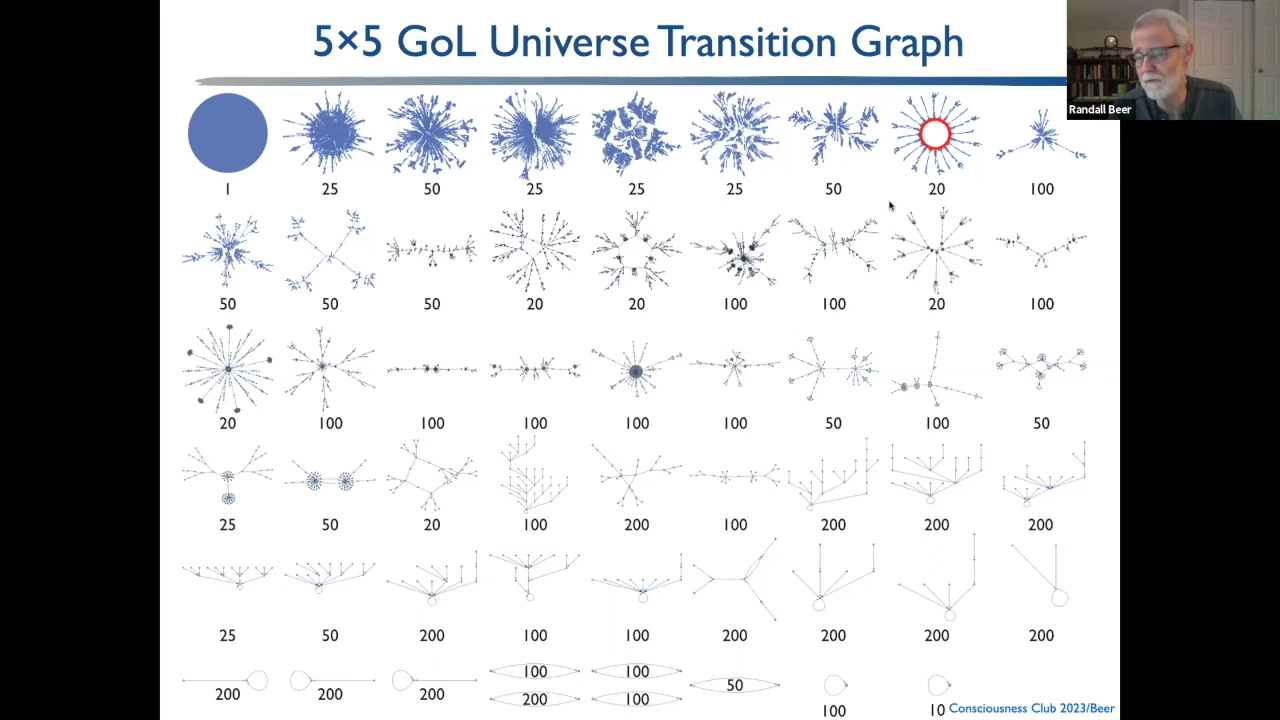 5×5 GoL Universe Transition Graph
Randall Beer
1 25 50 25 25 25 50 20 100
50 50 50 20 20 100 100 20 100
20 100 100 100 100 100 50 100 50
25 50 20 100 200 100 200 200 200
25 50 200 100 100 200 200 200 200
100 100
200 200 200 50
200 100
100 10 Consciousness Club 2023/Beer